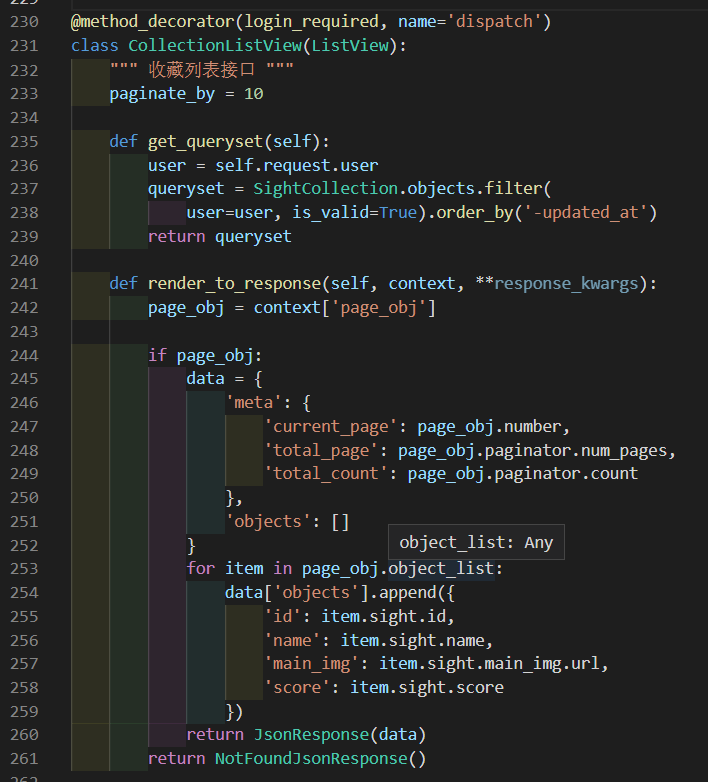 229
230 @method_decorator(login_required, name='dispatch')
231 class CollectionListView(ListView):
232     """ 收藏列表接口 """
233     paginate_by = 10
234
235     def get_queryset(self):
236         user = self.request.user
237         queryset = SightCollection.objects.filter(
238             user=user, is_valid=True).order_by('-updated_at')
239         return queryset
240
241     def render_to_response(self, context, **response_kwargs):
242         page_obj = context['page_obj']
243
244         if page_obj:
245             data = {
246                 'meta': {
247                     'current_page': page_obj.number,
248                     'total_page': page_obj.paginator.num_pages,
249                     'total_count': page_obj.paginator.count
250                 },
251                 'objects': []
object_list: Any
252             }
253             for item in page_obj.object_list:
254                 data['objects'].append({
255                     'id': item.sight.id,
256                     'name': item.sight.name,
257                     'main_img': item.sight.main_img.url,
258                     'score': item.sight.score
259                 })
260             return JsonResponse(data)
261         return NotFoundJsonResponse()